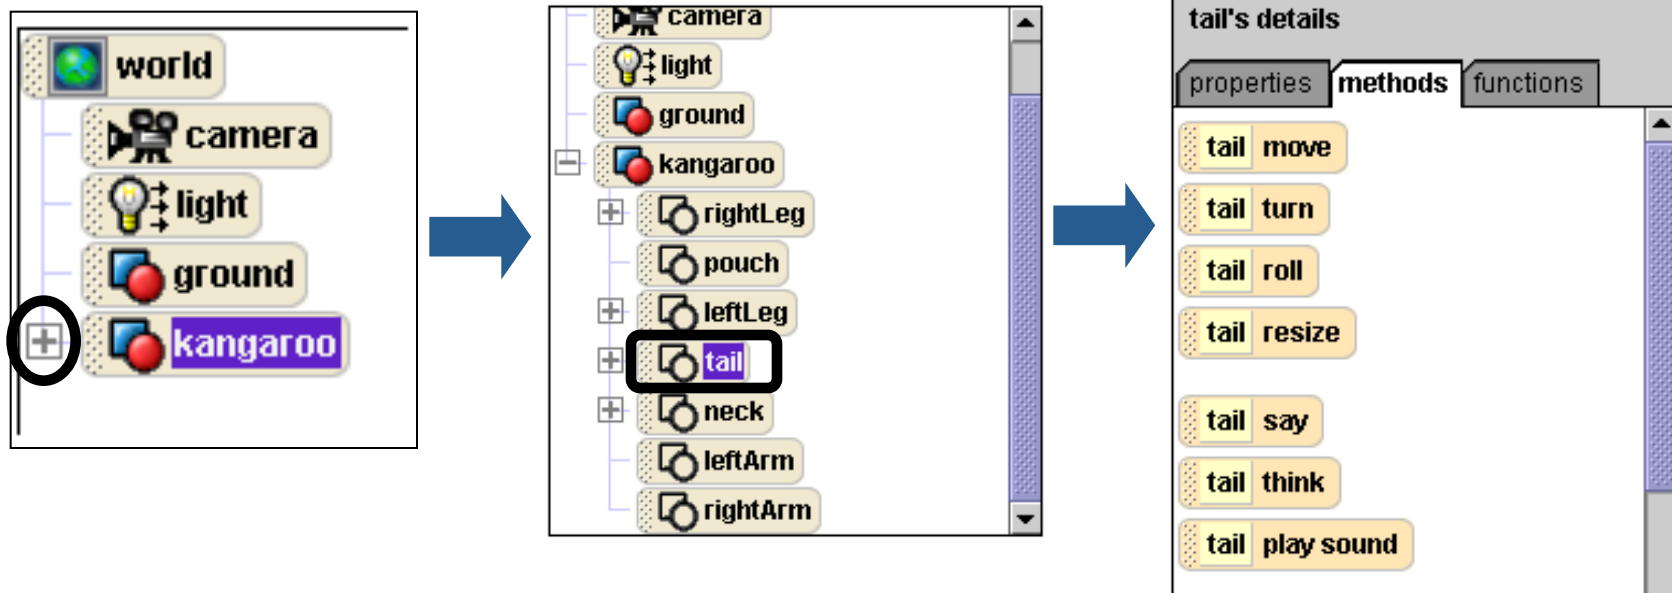 world
camera
light
ground
kangaroo
camera
light
ground
kangaroo
rightLeg
pouch
leftLeg
tail
neck
leftArm
rightArm
tail's details
properties methods functions
tail move
tail turn
tail roll
tail resize
tail say
tail think
tail play sound